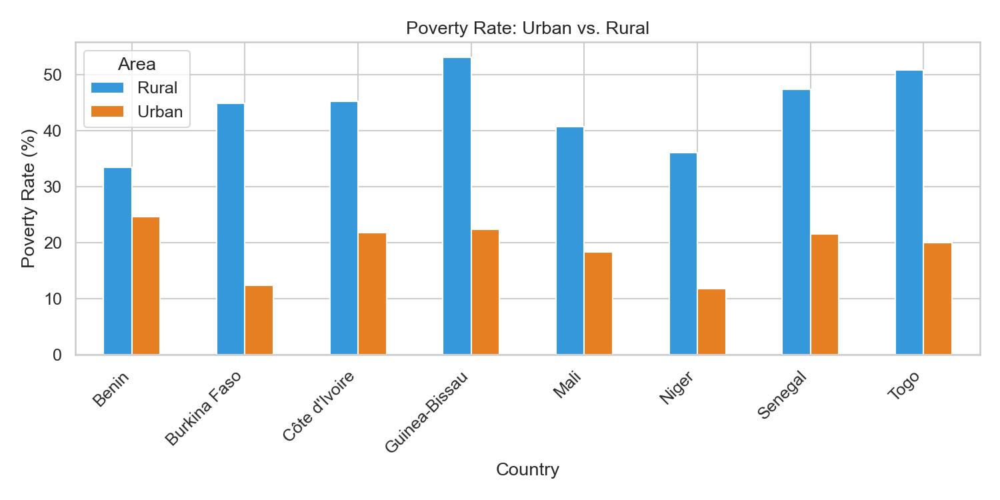 Poverty Rate: Urban vs. Rural
Area
Rural
Urban
Poverty Rate (%)
50
40
30
20
10
0
Benin
Burkina Faso
Côte d'Ivoire
Guinea-Bissau
Mali
Niger
Senegal
Togo
Country